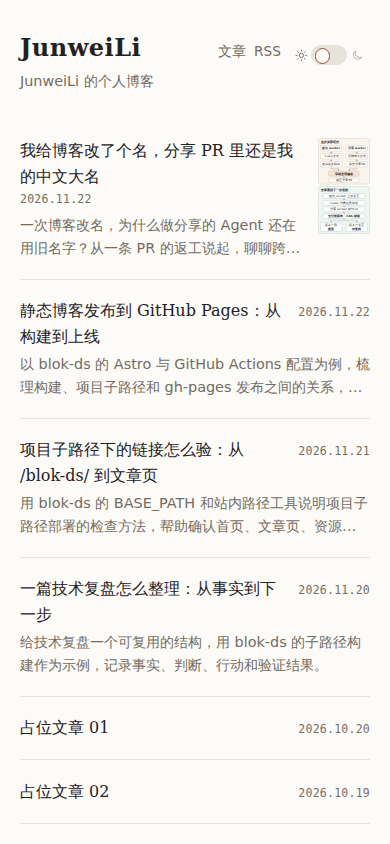 JunweiLi
文章 RSS
JunweiLi 的个人博客
我给博客改了个名，分享 PR 里还是我
的中文大名
2026.11.22
一次博客改名，为什么做分享的 Agent 还在
用旧名字？从一条 PR 的返工说起，聊聊跨…
静态博客发布到 GitHub Pages：从
构建到上线
2026.11.22
以 blok-ds 的 Astro 与 GitHub Actions 配置为例，梳
理构建、项目子路径和 gh-pages 发布之间的关系，…
项目子路径下的链接怎么验：从
/blok-ds/ 到文章页
2026.11.21
用 blok-ds 的 BASE_PATH 和站内路径工具说明项目子
路径部署的检查方法，帮助确认首页、文章页、资源…
一篇技术复盘怎么整理：从事实到下
一步
2026.11.20
给技术复盘一个可复用的结构，用 blok-ds 的子路径构
建作为示例，记录事实、判断、行动和验证结果。
占位文章 01
2026.10.20
占位文章 02
2026.10.19